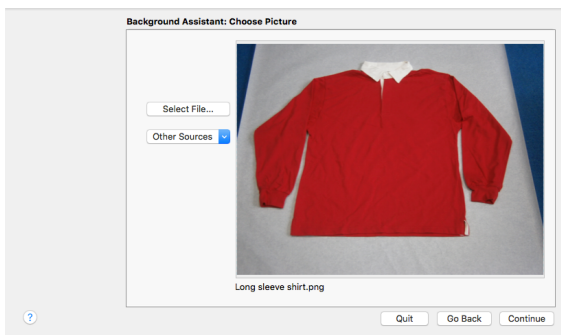 Background Assistant: Choose Picture
Select File...
Other Sources
Long sleeve shirt.png
?
Quit
Go Back
Continue